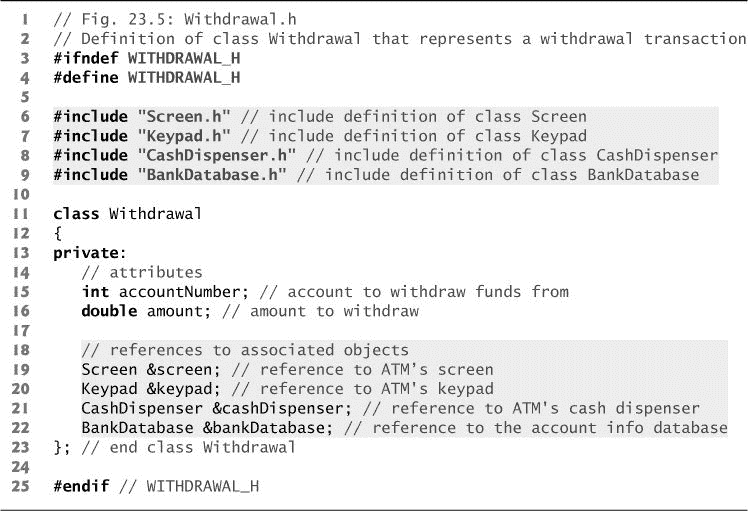 1 // Fig. 23.5: Withdrawal.h
2 // Definition of class Withdrawal that represents a withdrawal transaction
3 #ifndef WITHDRAWAL_H
4 #define WITHDRAWAL_H
5
6 #include "Screen.h" // include definition of class Screen
7 #include "Keypad.h" // include definition of class Keypad
8 #include "CashDispenser.h" // include definition of class CashDispenser
9 #include "BankDatabase.h" // include definition of class BankDatabase
10
11 class Withdrawal
12 {
13 private:
14    // attributes
15    int accountNumber; // account to withdraw funds from
16    double amount; // amount to withdraw
17
18    // references to associated objects
19    Screen &screen; // reference to ATM’s screen
20    Keypad &keypad; // reference to ATM's keypad
21    CashDispenser &cashDispenser; // reference to ATM's cash dispenser
22    BankDatabase &bankDatabase; // reference to the account info database
23 }; // end class Withdrawal
24
25 #endif // WITHDRAWAL_H